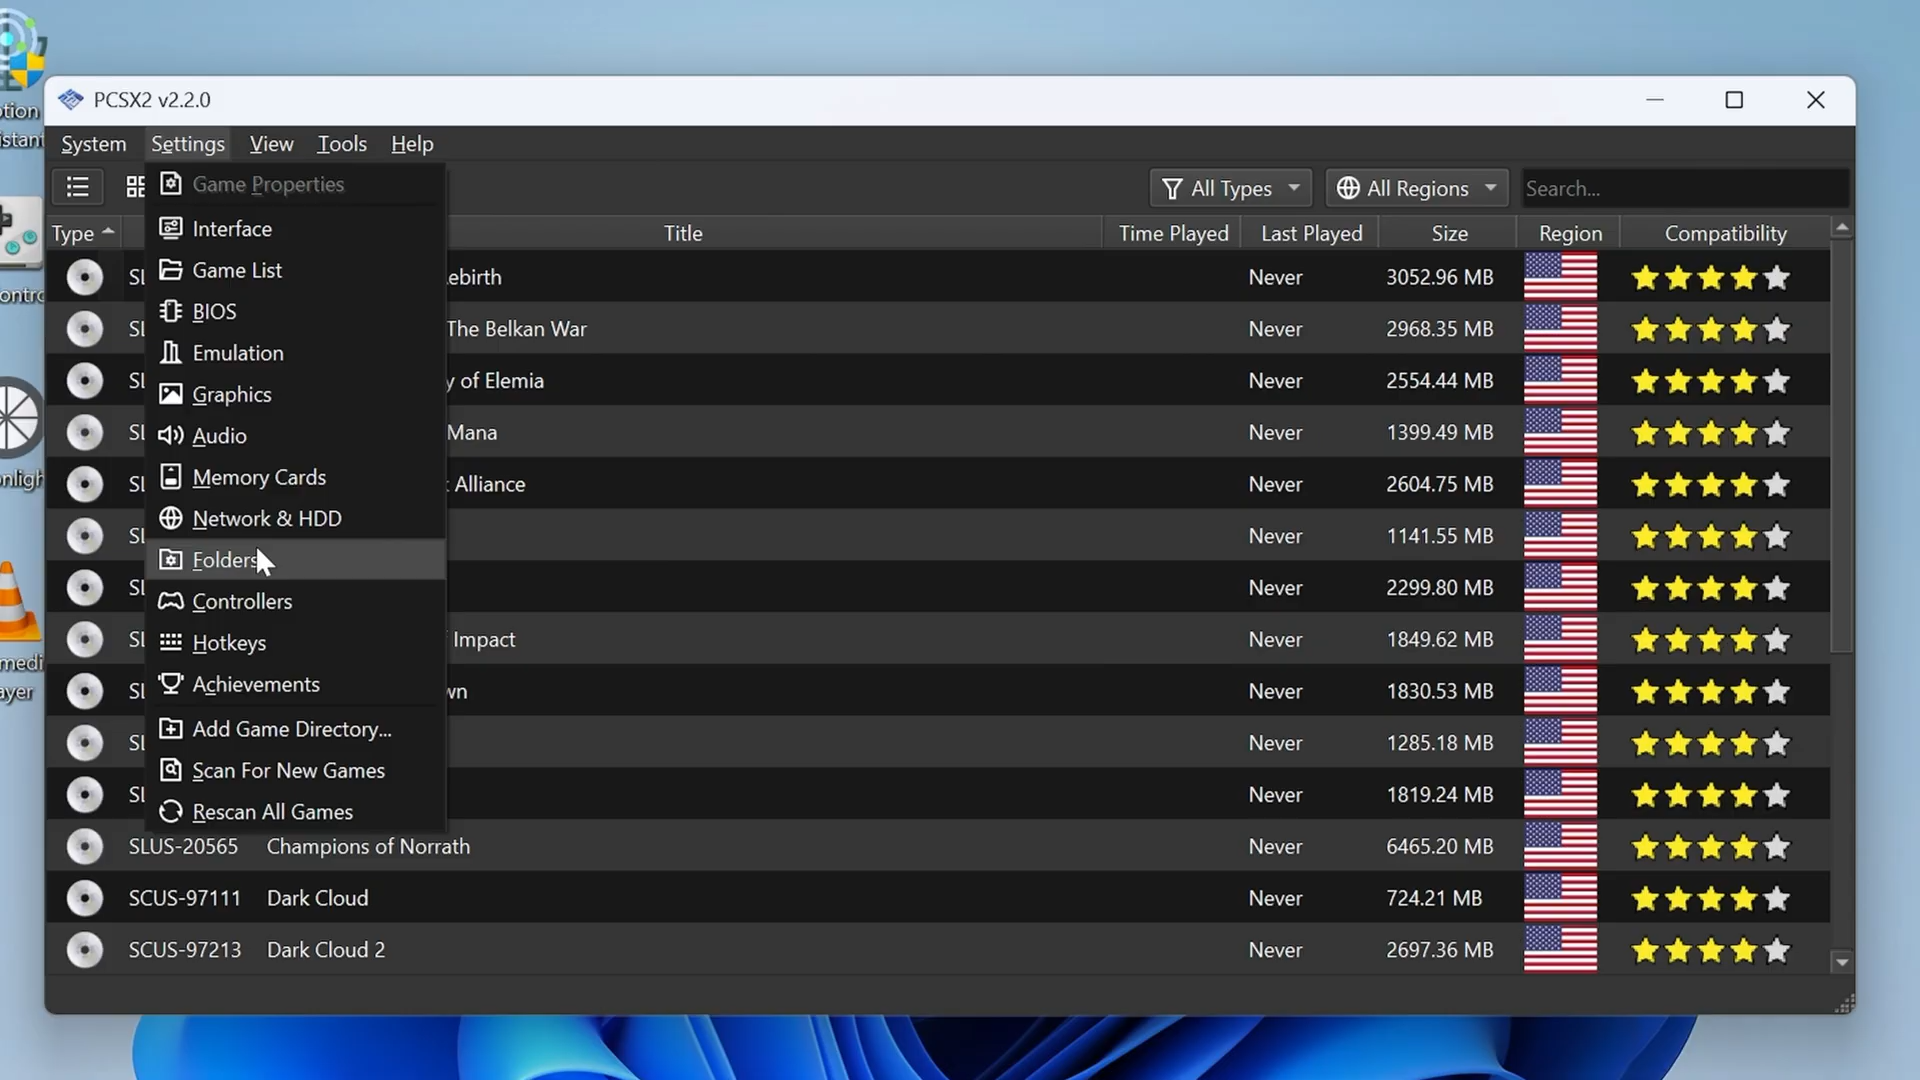 PCSX2 v2.2.0
System Settings View Tools Help
All Types All Regions Search...
Type Title Time Played Last Played Size Region Compatibility
Game Properties
Interface
Game List
BIOS
Emulation
Graphics
Audio
Memory Cards
Network & HDD
Folders
Controllers
Hotkeys
Achievements
Add Game Directory...
Scan For New Games
Rescan All Games
ebirth Never 3052.96 MB
The Belkan War Never 2968.35 MB
y of Elemia Never 2554.44 MB
Mana Never 1399.49 MB
Alliance Never 2604.75 MB
Never 1141.55 MB
Never 2299.80 MB
Impact Never 1849.62 MB
wn Never 1830.53 MB
Never 1285.18 MB
Never 1819.24 MB
SLUS-20565 Champions of Norrath Never 6465.20 MB
SCUS-97111 Dark Cloud Never 724.21 MB
SCUS-97213 Dark Cloud 2 Never 2697.36 MB